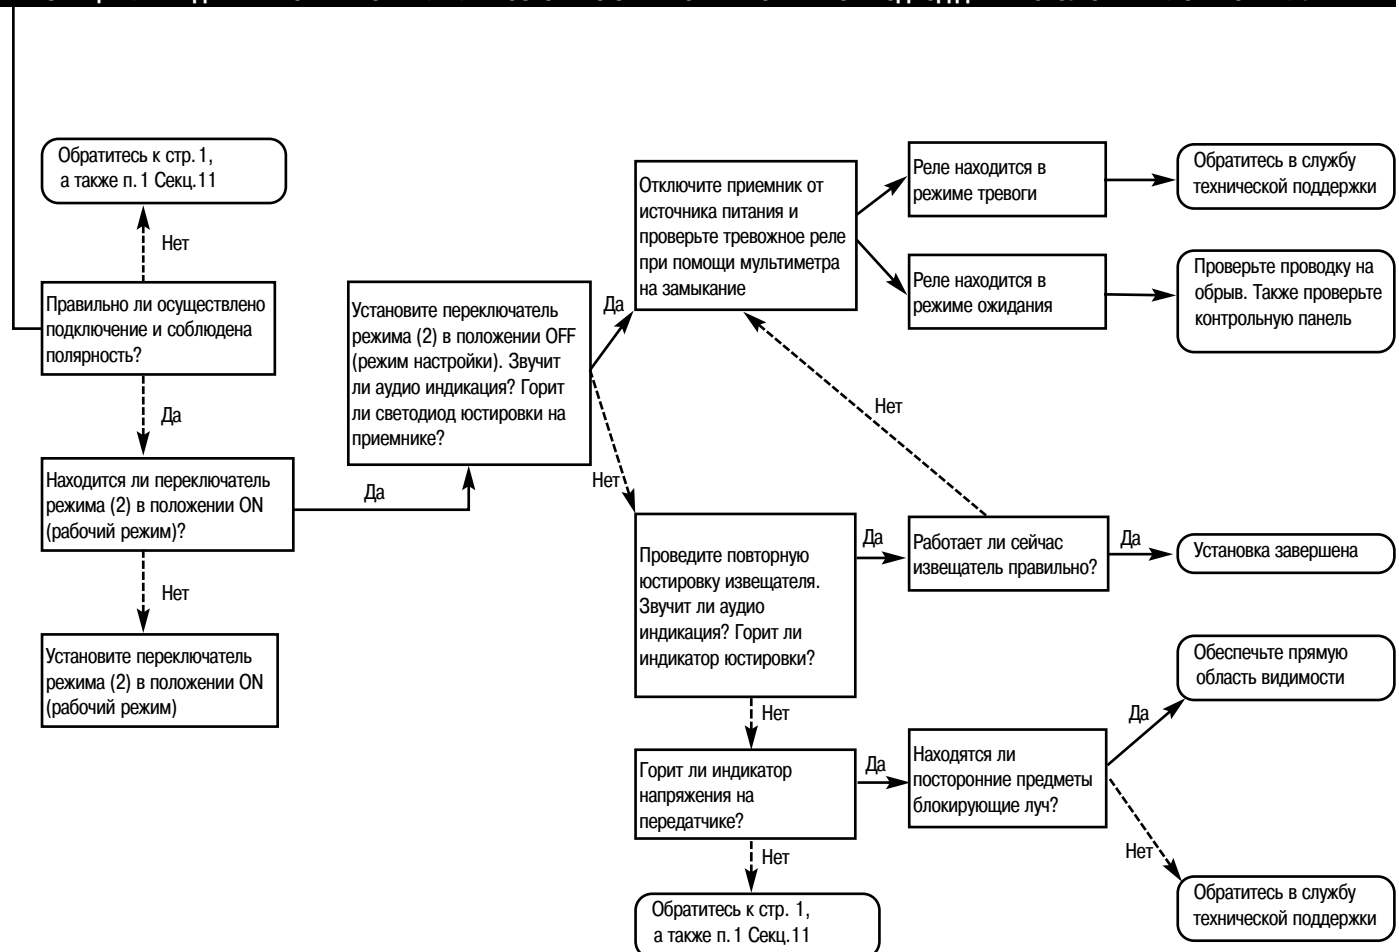 Обратитесь к стр. 1,
а также п. 1 Секц.11
Нет
Правильно ли осуществлено
подключение и соблюдена
полярность?
Да
Находится ли переключатель
режима (2) в положении ON
(рабочий режим)?
Да
Нет
Установите переключатель
режима (2) в положении ON
(рабочий режим)
Установите переключатель
режима (2) в положении OFF
(режим настройки). Звучит
ли аудио индикация? Горит
ли светодиод юстировки на
приемнике?
Да
Нет
Отключите приемник от
источника питания и
проверьте тревожное реле
при помощи мультиметра
на замыкание
Реле находится в
режиме тревоги
Обратитесь в службу
технической поддержки
Реле находится в
режиме ожидания
Проверьте проводку на
обрыв. Также проверьте
контрольную панель
Нет
Проведите повторную
юстировку извещателя.
Звучит ли аудио
индикация? Горит ли
индикатор юстировки?
Да
Работает ли сейчас
извещатель правильно?
Да
Установка завершена
Нет
Горит ли индикатор
напряжения на
передатчике?
Да
Находятся ли
посторонние предметы
блокирующие луч?
Да
Обеспечьте прямую
область видимости
Нет
Обратитесь в службу
технической поддержки
Нет
Обратитесь к стр. 1,
а также п. 1 Секц.11